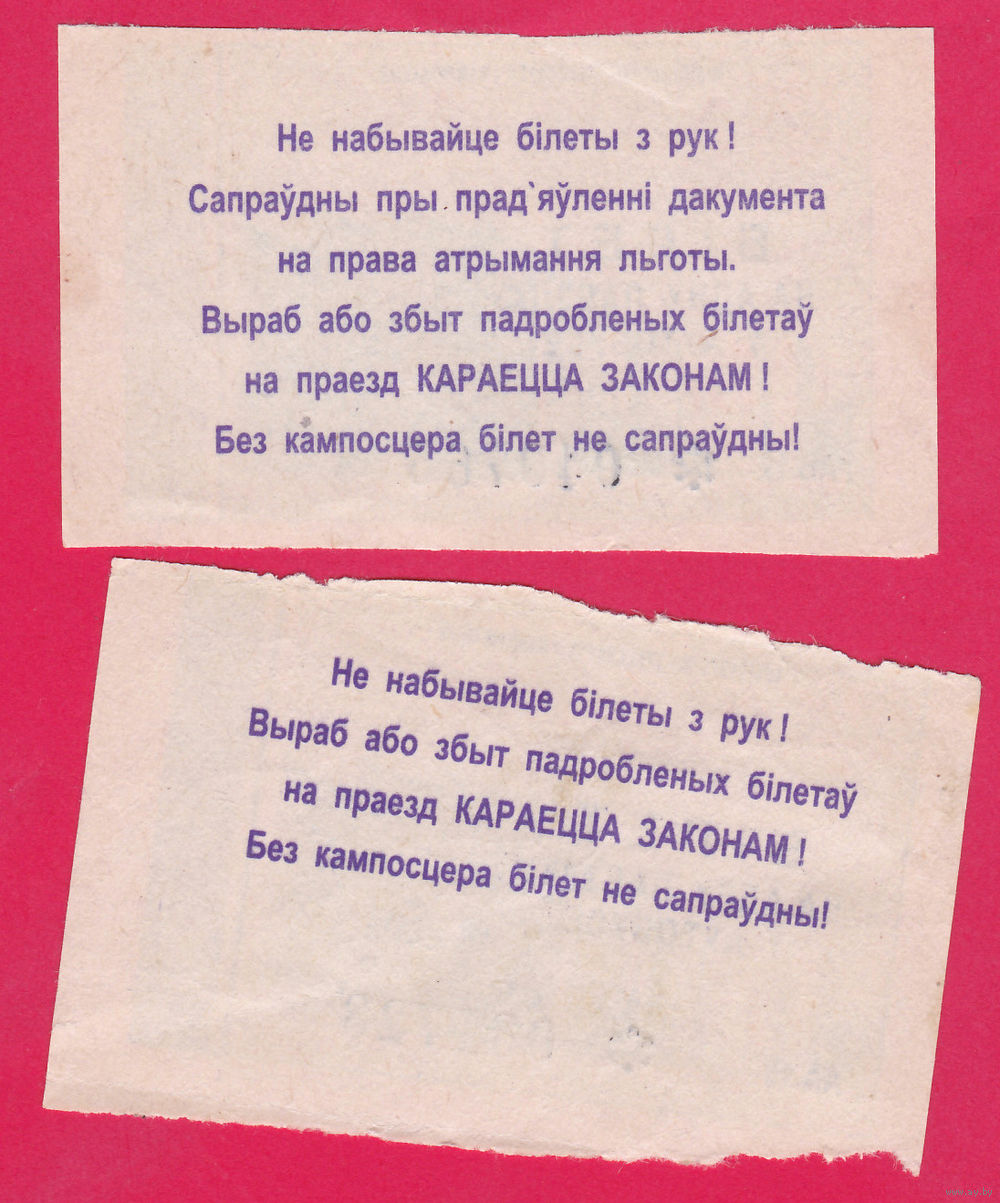 Не набывайце білеты з рук !
Сапраўдны пры прад`яўленні дакумента
на права атрымання льготы.
Выраб або збыт падробленых білетаў
на праезд КАРАЕЦЦА ЗАКОНАМ !
Без кампосцера білет не сапраўдны!
Не набывайце білеты з рук !
Выраб або збыт падробленых білетаў
на праезд КАРАЕЦЦА ЗАКОНАМ !
Без кампосцера білет не сапраўдны!